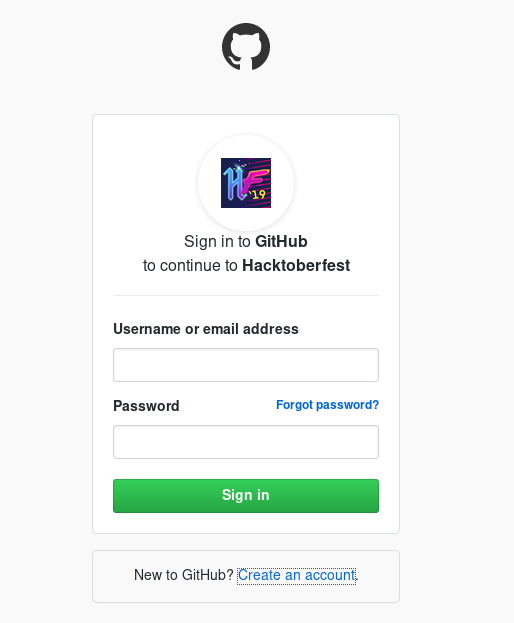 HF
'19
Sign in to GitHub
to continue to Hacktoberfest
Username or email address
Password
Forgot password?
Sign in
New to GitHub? Create an account.